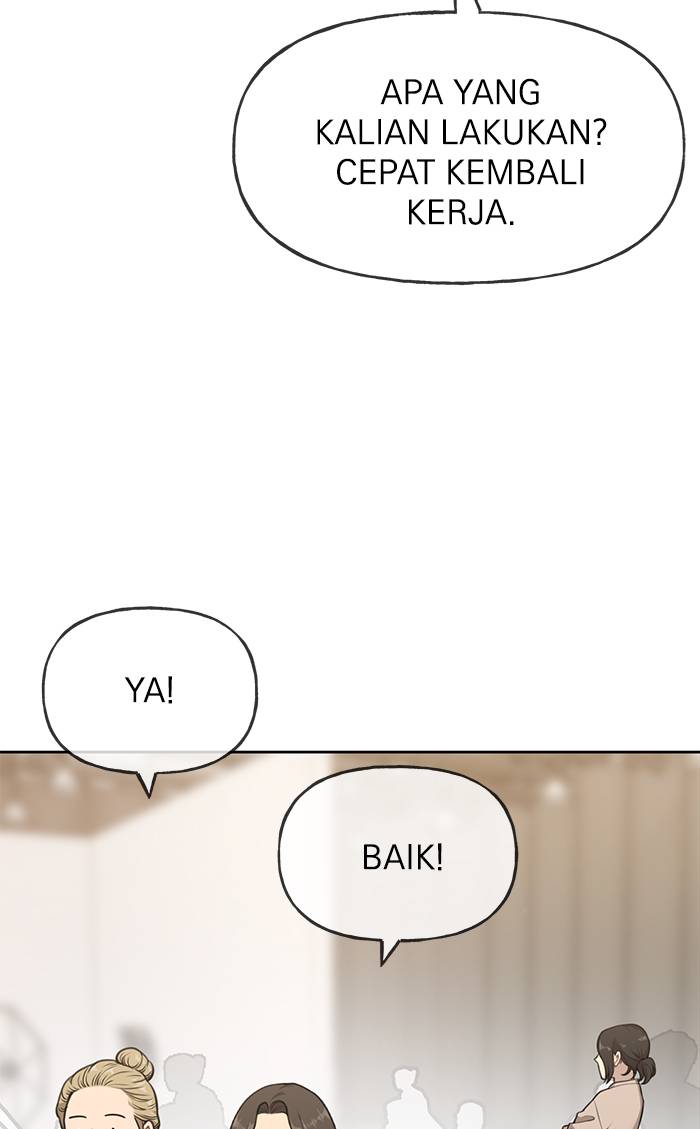 APA YANG
KALIAN LAKUKAN?
CEPAT KEMBALI
KERJA.
YA!
BAIK!